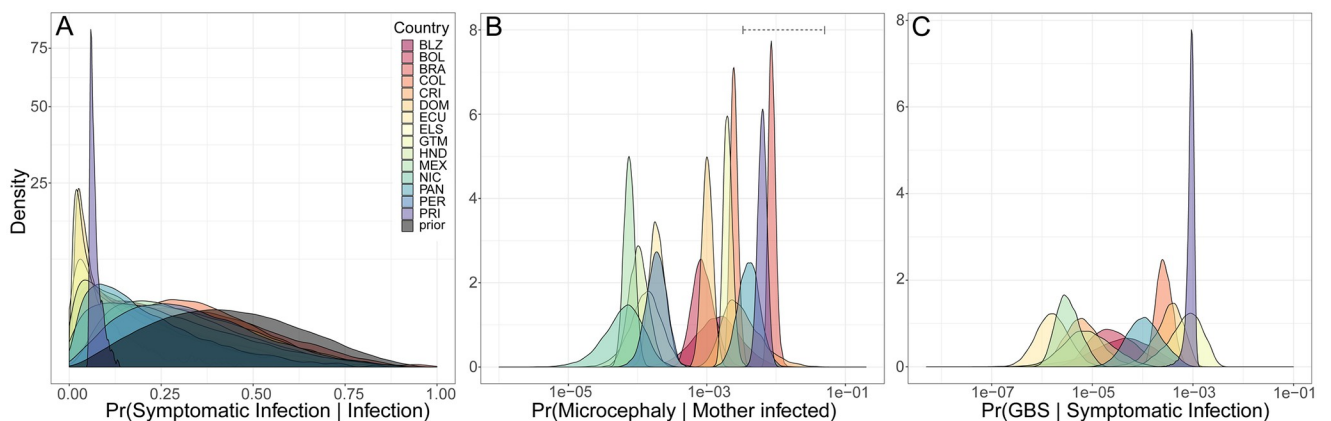 A
Density
75
50
25
0.00 0.25 0.50 0.75 1.00
Pr(Symptomatic Infection | Infection)
Country
BLZ
BOL
BRA
COL
CRI
DOM
ECU
ELS
GTM
HND
MEX
NIC
PAN
PER
PRI
prior
B
8
6
4
2
0
1e-05 1e-03 1e-01
Pr(Microcephaly | Mother infected)
C
8
6
4
2
0
1e-07 1e-05 1e-03 1e-01
Pr(GBS | Symptomatic Infection)